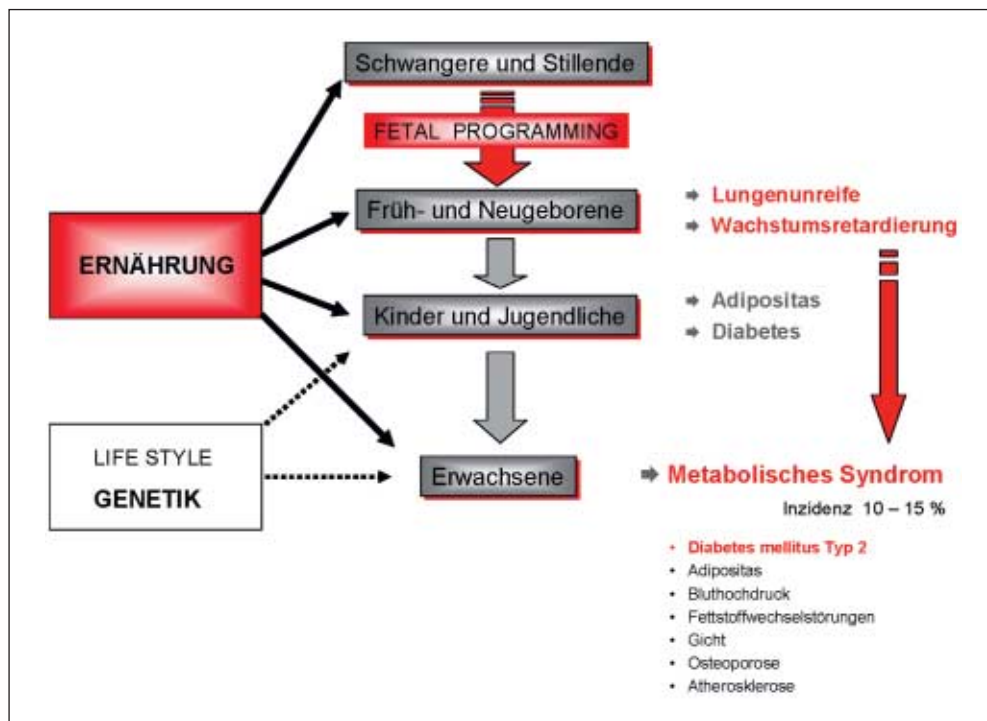 Schwangere und Stillende
FETAL PROGRAMMING
Früh- und Neugeborene
Lungenunreife
Wachstumsretardierung
ERNÄHRUNG
Kinder und Jugendliche
Adipositas
Diabetes
LIFE STYLE
GENETIK
Erwachsene
Metabolisches Syndrom
Inzidenz 10 – 15 %
• Diabetes mellitus Typ 2
• Adipositas
• Bluthochdruck
• Fettstoffwechselstörungen
• Gicht
• Osteoporose
• Atherosklerose